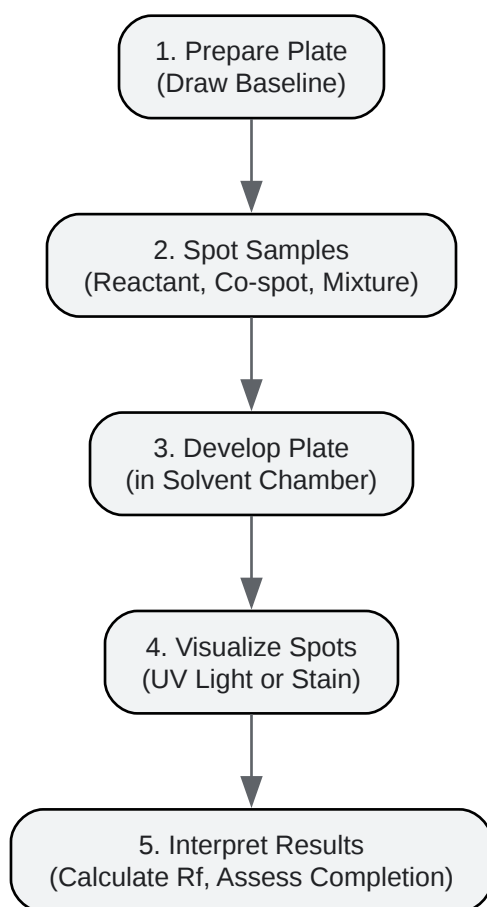 1. Prepare Plate
(Draw Baseline)
2. Spot Samples
(Reactant, Co-spot, Mixture)
3. Develop Plate
(in Solvent Chamber)
4. Visualize Spots
(UV Light or Stain)
5. Interpret Results
(Calculate Rf, Assess Completion)